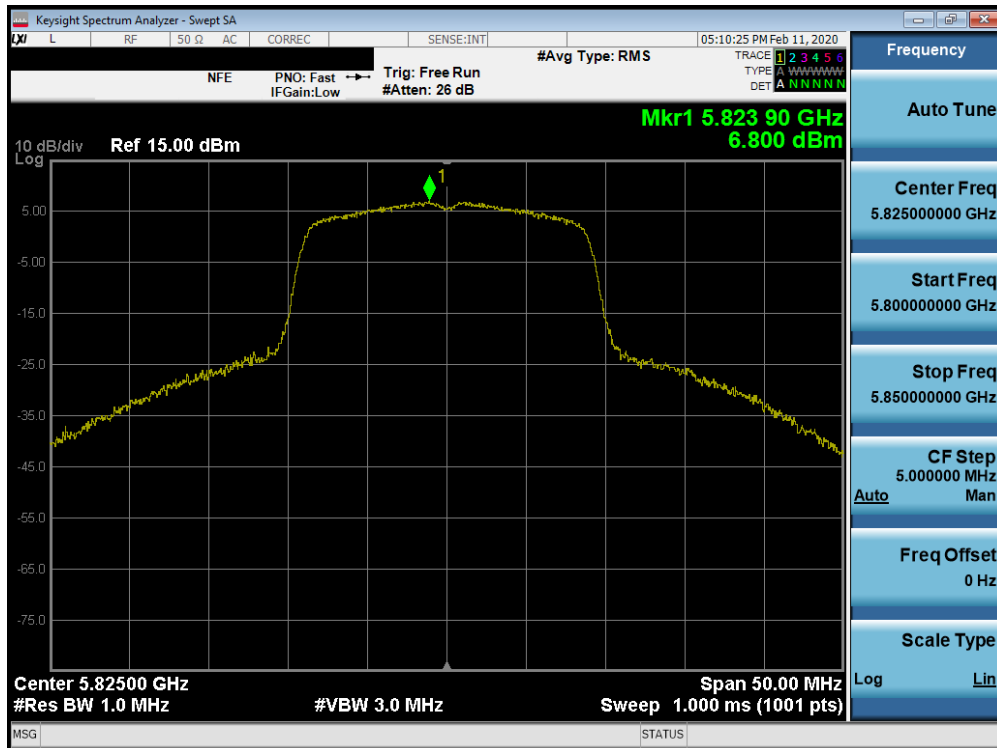 Keysight Spectrum Analyzer - Swept SA
LXI L RF 50 Ω AC CORREC SENSE:INT 05:10:25 PM Feb 11, 2020
NFE PNO: Fast Trig: Free Run #Avg Type: RMS TRACE 1 2 3 4 5 6
IFGain:Low #Atten: 26 dB TYPE A WWWWW
DET A N N N N N
Mkr1 5.823 90 GHz
6.800 dBm
10 dB/div Ref 15.00 dBm
Log
1
5.00
-5.00
-15.0
-25.0
-35.0
-45.0
-55.0
-65.0
-75.0
Center 5.82500 GHz Span 50.00 MHz
#Res BW 1.0 MHz #VBW 3.0 MHz Sweep 1.000 ms (1001 pts)
MSG STATUS
Frequency
Auto Tune
Center Freq
5.825000000 GHz
Start Freq
5.800000000 GHz
Stop Freq
5.850000000 GHz
CF Step
5.000000 MHz
Auto Man
Freq Offset
0 Hz
Scale Type
Log Lin